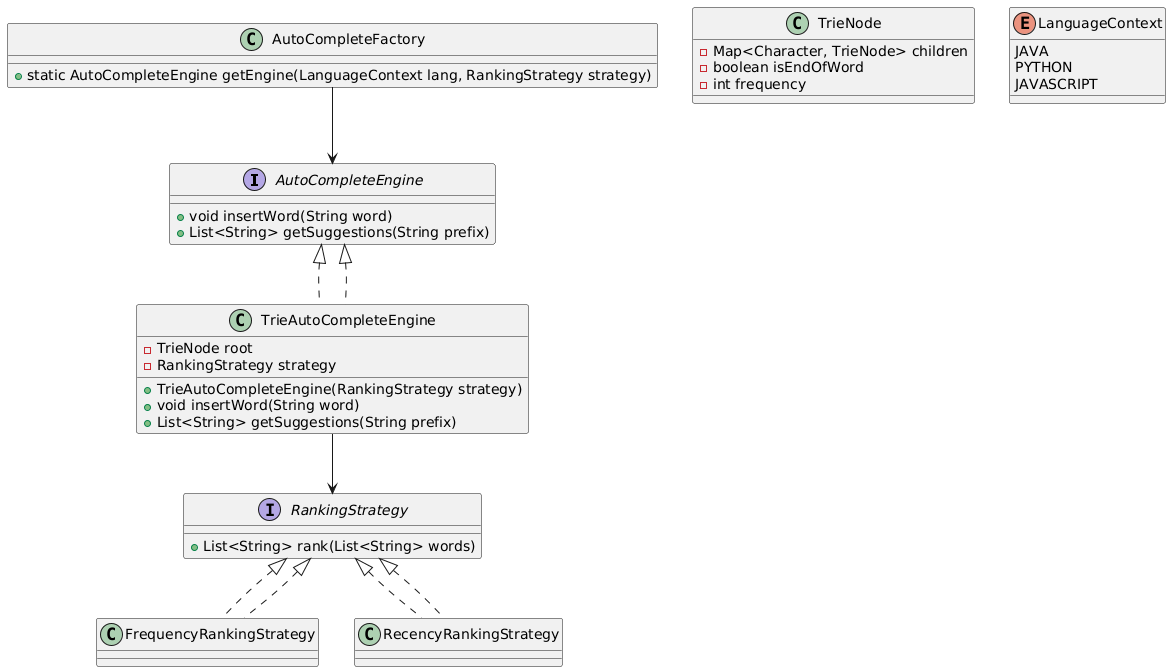 C AutoCompleteFactory
static AutoCompleteEngine getEngine(LanguageContext lang, RankingStrategy strategy)
C TrieNode
Map<Character, TrieNode> children
boolean isEndOfWord
int frequency
E LanguageContext
JAVA
PYTHON
JAVASCRIPT
I AutoCompleteEngine
void insertWord(String word)
List<String> getSuggestions(String prefix)
C TrieAutoCompleteEngine
TrieNode root
RankingStrategy strategy
TrieAutoCompleteEngine(RankingStrategy strategy)
void insertWord(String word)
List<String> getSuggestions(String prefix)
I RankingStrategy
List<String> rank(List<String> words)
C FrequencyRankingStrategy
C RecencyRankingStrategy